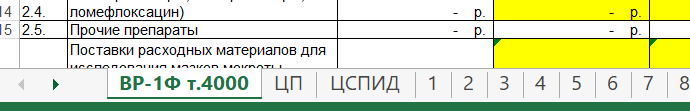 ломефлоксацин)
14 2.4. - р. - р.
15 2.5. Прочие препараты - р. - р.
Поставки расходных материалов для
исследования мазков мокроты
ВР-1Ф т.4000 ЦП ЦСПИД 1 2 3 4 5 6 7 8